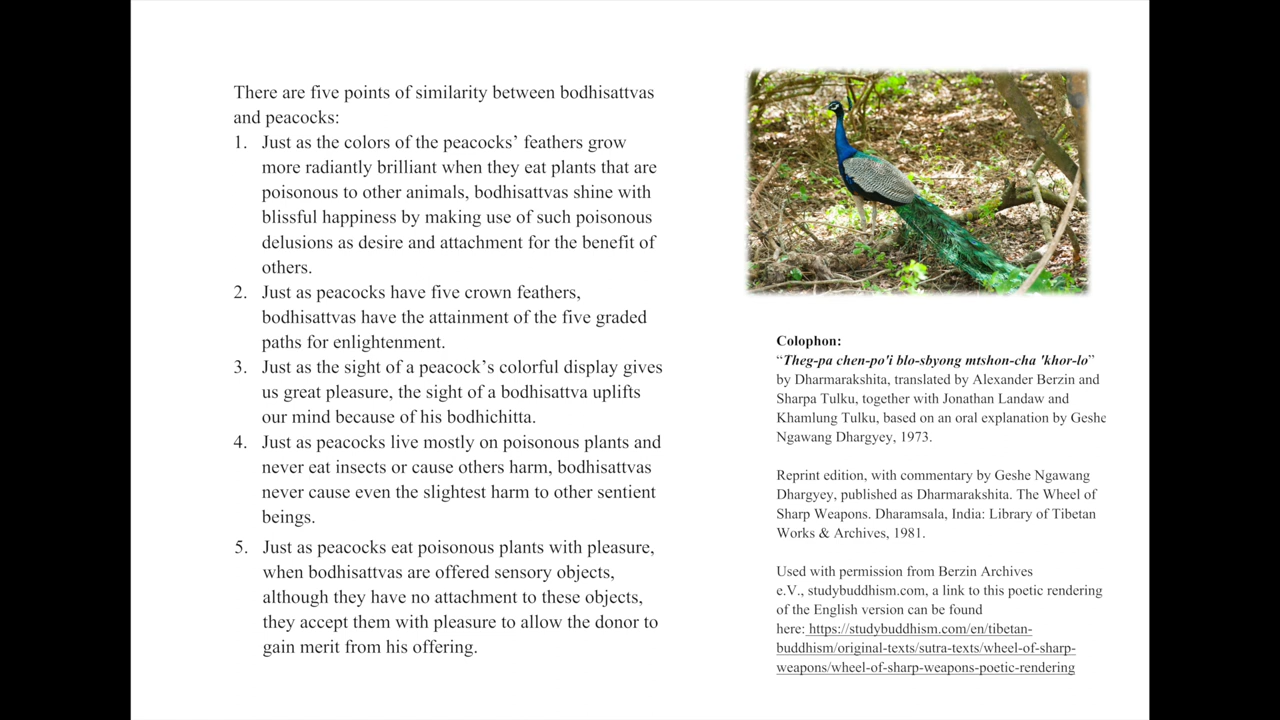 There are five points of similarity between bodhisattvas
and peacocks:
1. Just as the colors of the peacocks’ feathers grow
more radiantly brilliant when they eat plants that are
poisonous to other animals, bodhisattvas shine with
blissful happiness by making use of such poisonous
delusions as desire and attachment for the benefit of
others.
2. Just as peacocks have five crown feathers,
bodhisattvas have the attainment of the five graded
paths for enlightenment.
3. Just as the sight of a peacock’s colorful display gives
us great pleasure, the sight of a bodhisattva uplifts
our mind because of his bodhichitta.
4. Just as peacocks live mostly on poisonous plants and
never eat insects or cause others harm, bodhisattvas
never cause even the slightest harm to other sentient
beings.
5. Just as peacocks eat poisonous plants with pleasure,
when bodhisattvas are offered sensory objects,
although they have no attachment to these objects,
they accept them with pleasure to allow the donor to
gain merit from his offering.
Colophon:
“Theg-pa chen-po'i blo-sbyong mtshon-cha 'khor-lo”
by Dharmarakshita, translated by Alexander Berzin and
Sharpa Tulku, together with Jonathan Landaw and
Khamlung Tulku, based on an oral explanation by Geshe
Ngawang Dhargyey, 1973.
Reprint edition, with commentary by Geshe Ngawang
Dhargyey, published as Dharmarakshita. The Wheel of
Sharp Weapons. Dharamsala, India: Library of Tibetan
Works & Archives, 1981.
Used with permission from Berzin Archives
e.V., studybuddhism.com, a link to this poetic rendering
of the English version can be found
here: https://studybuddhism.com/en/tibetan-
buddhism/original-texts/sutra-texts/wheel-of-sharp-
weapons/wheel-of-sharp-weapons-poetic-rendering